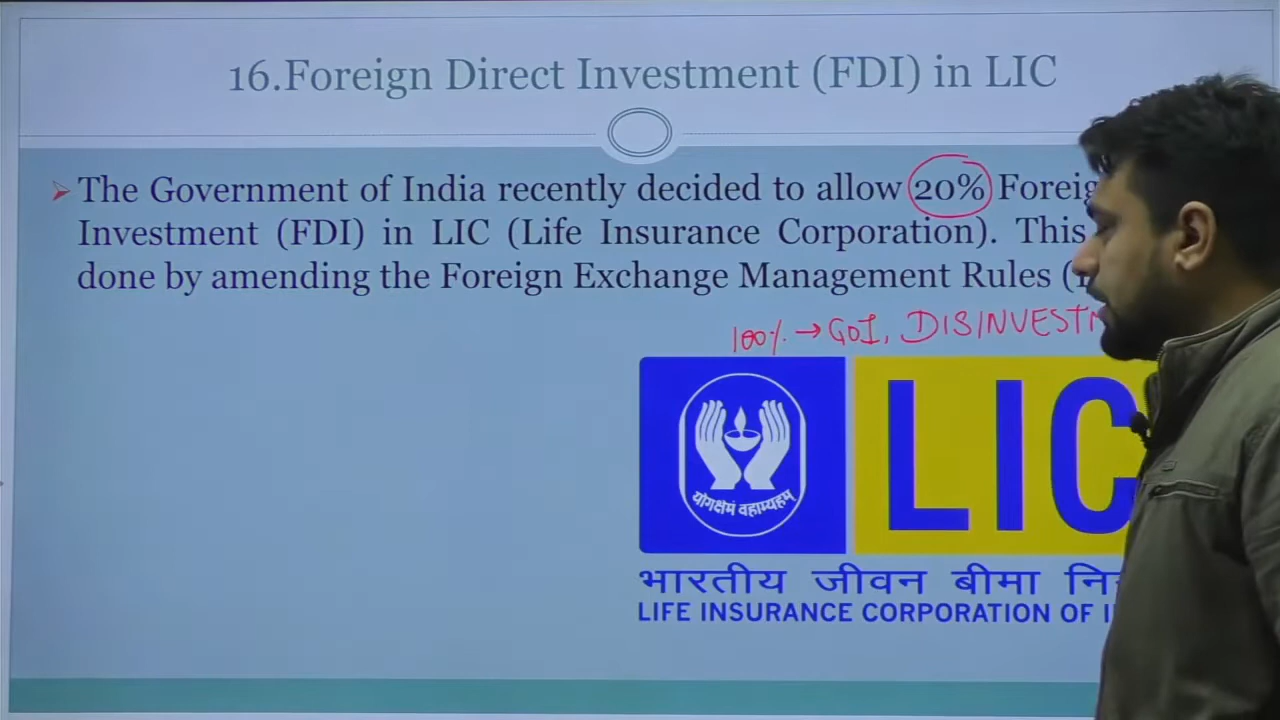 16.Foreign Direct Investment (FDI) in LIC
The Government of India recently decided to allow 20%
Investment (FDI) in LIC (Life Insurance Corporation). This
done by amending the Foreign Exchange Management Rules
100% → GOI,
LIC
योगक्षेमं वहाम्यहम्
भारतीय जीवन बीमा
LIFE INSURANCE CORPORATION OF